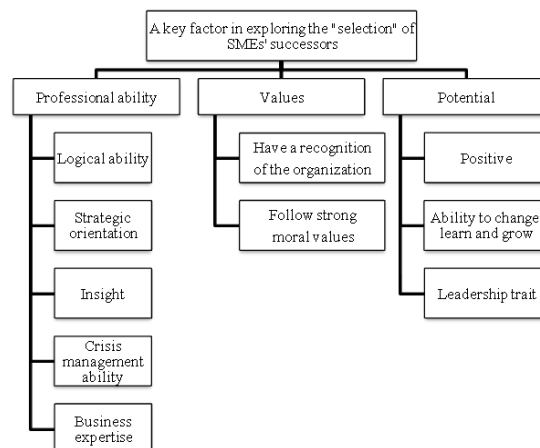 A key factor in exploring the "selection" of
SMEs' successors
Professional ability
Values
Potential
Logical ability
Strategic
orientation
Insight
Crisis
management
ability
Business
expertise
Have a recognition
of the organization
Follow strong
moral values
Positive
Ability to change
learn and grow
Leadership trait